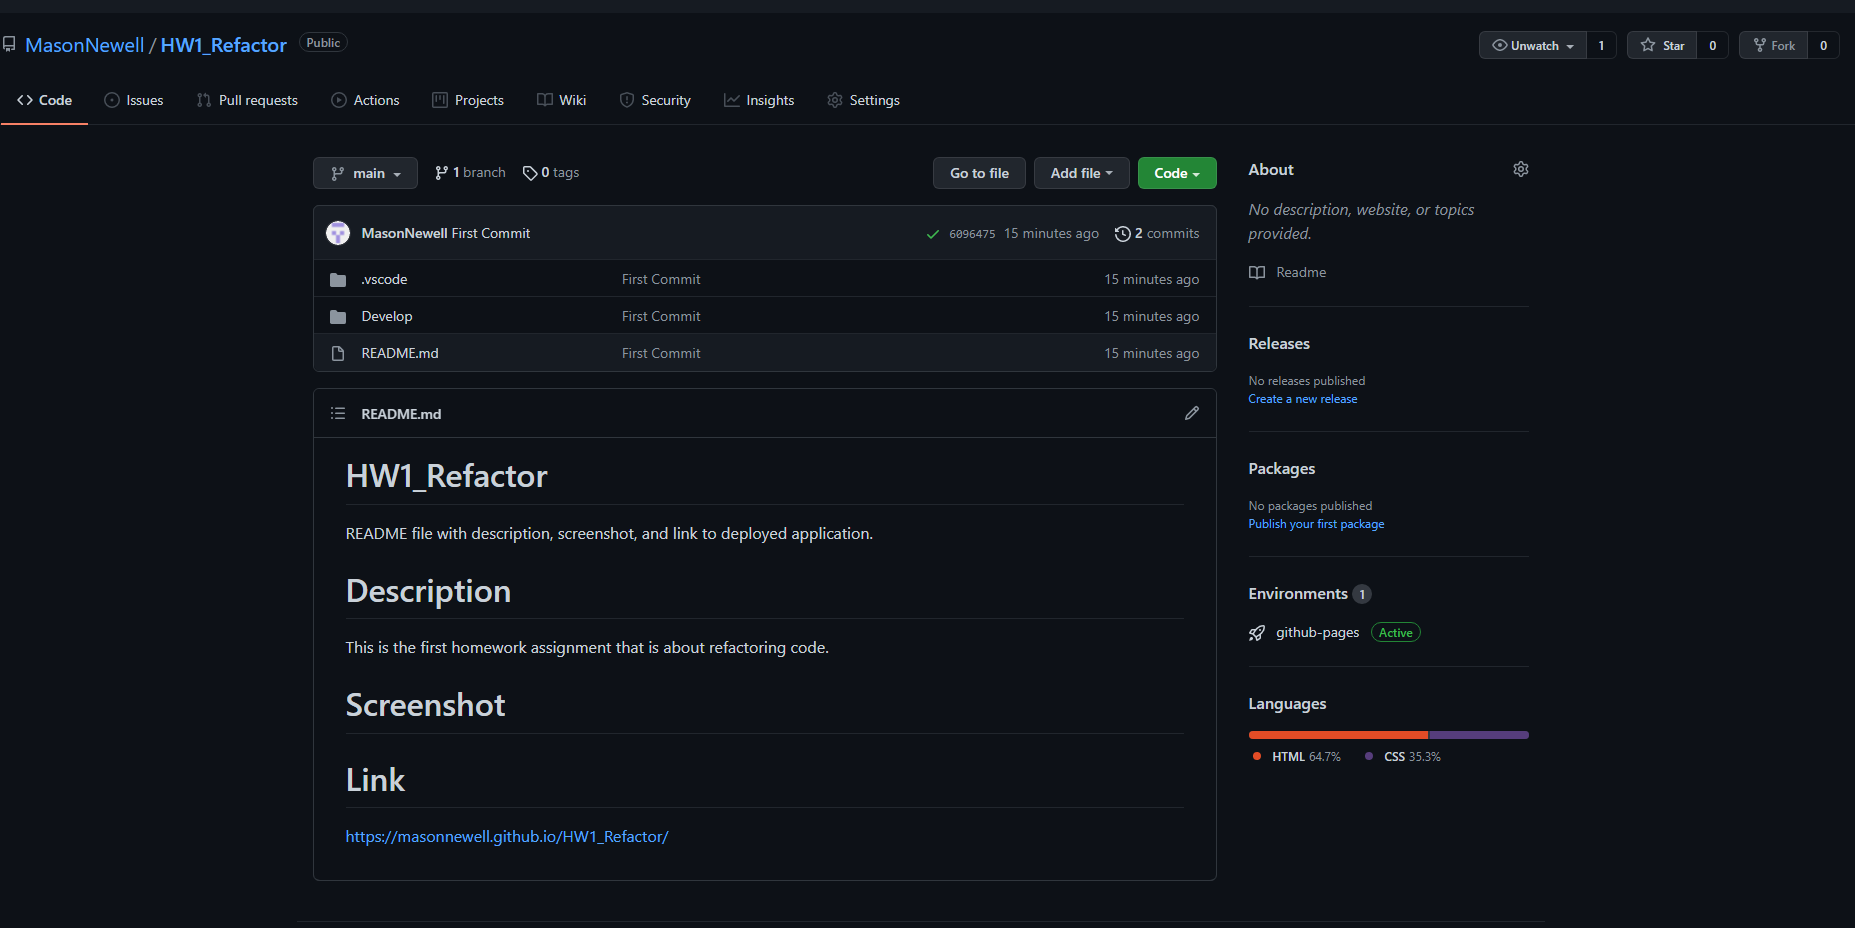 MasonNewell / HW1_Refactor Public
Unwatch 1 Star 0 Fork 0
Code Issues Pull requests Actions Projects Wiki Security Insights Settings
main 1 branch 0 tags Go to file Add file Code
MasonNewell First Commit 6096475 15 minutes ago 2 commits
.vscode First Commit 15 minutes ago
Develop First Commit 15 minutes ago
README.md First Commit 15 minutes ago
README.md
HW1_Refactor
README file with description, screenshot, and link to deployed application.
Description
This is the first homework assignment that is about refactoring code.
Screenshot
Link
https://masonnewell.github.io/HW1_Refactor/
About
No description, website, or topics
provided.
Readme
Releases
No releases published
Create a new release
Packages
No packages published
Publish your first package
Environments 1
github-pages Active
Languages
HTML 64.7% CSS 35.3%